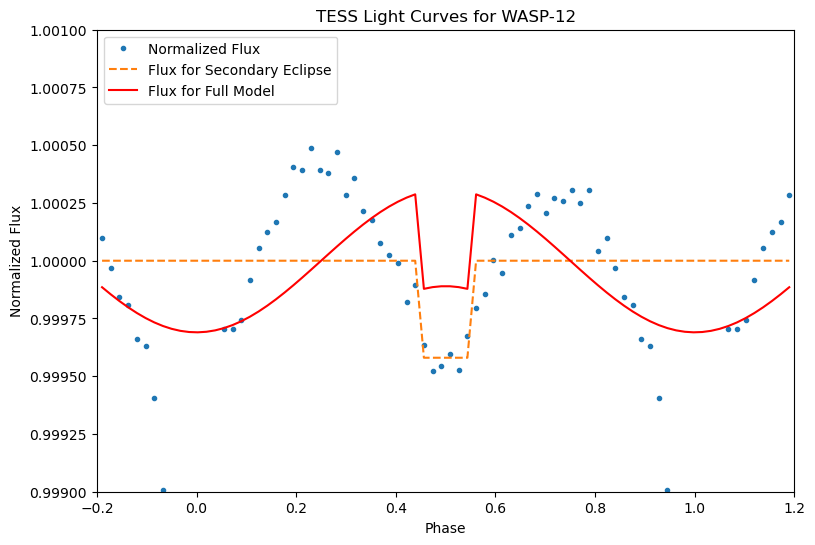 TESS Light Curves for WASP-12
Normalized Flux
Flux for Secondary Eclipse
Flux for Full Model
1.00100
1.00075
1.00050
1.00025
1.00000
0.99975
0.99950
0.99925
0.99900
Normalized Flux
−0.2 0.0 0.2 0.4 0.6 0.8 1.0 1.2
Phase